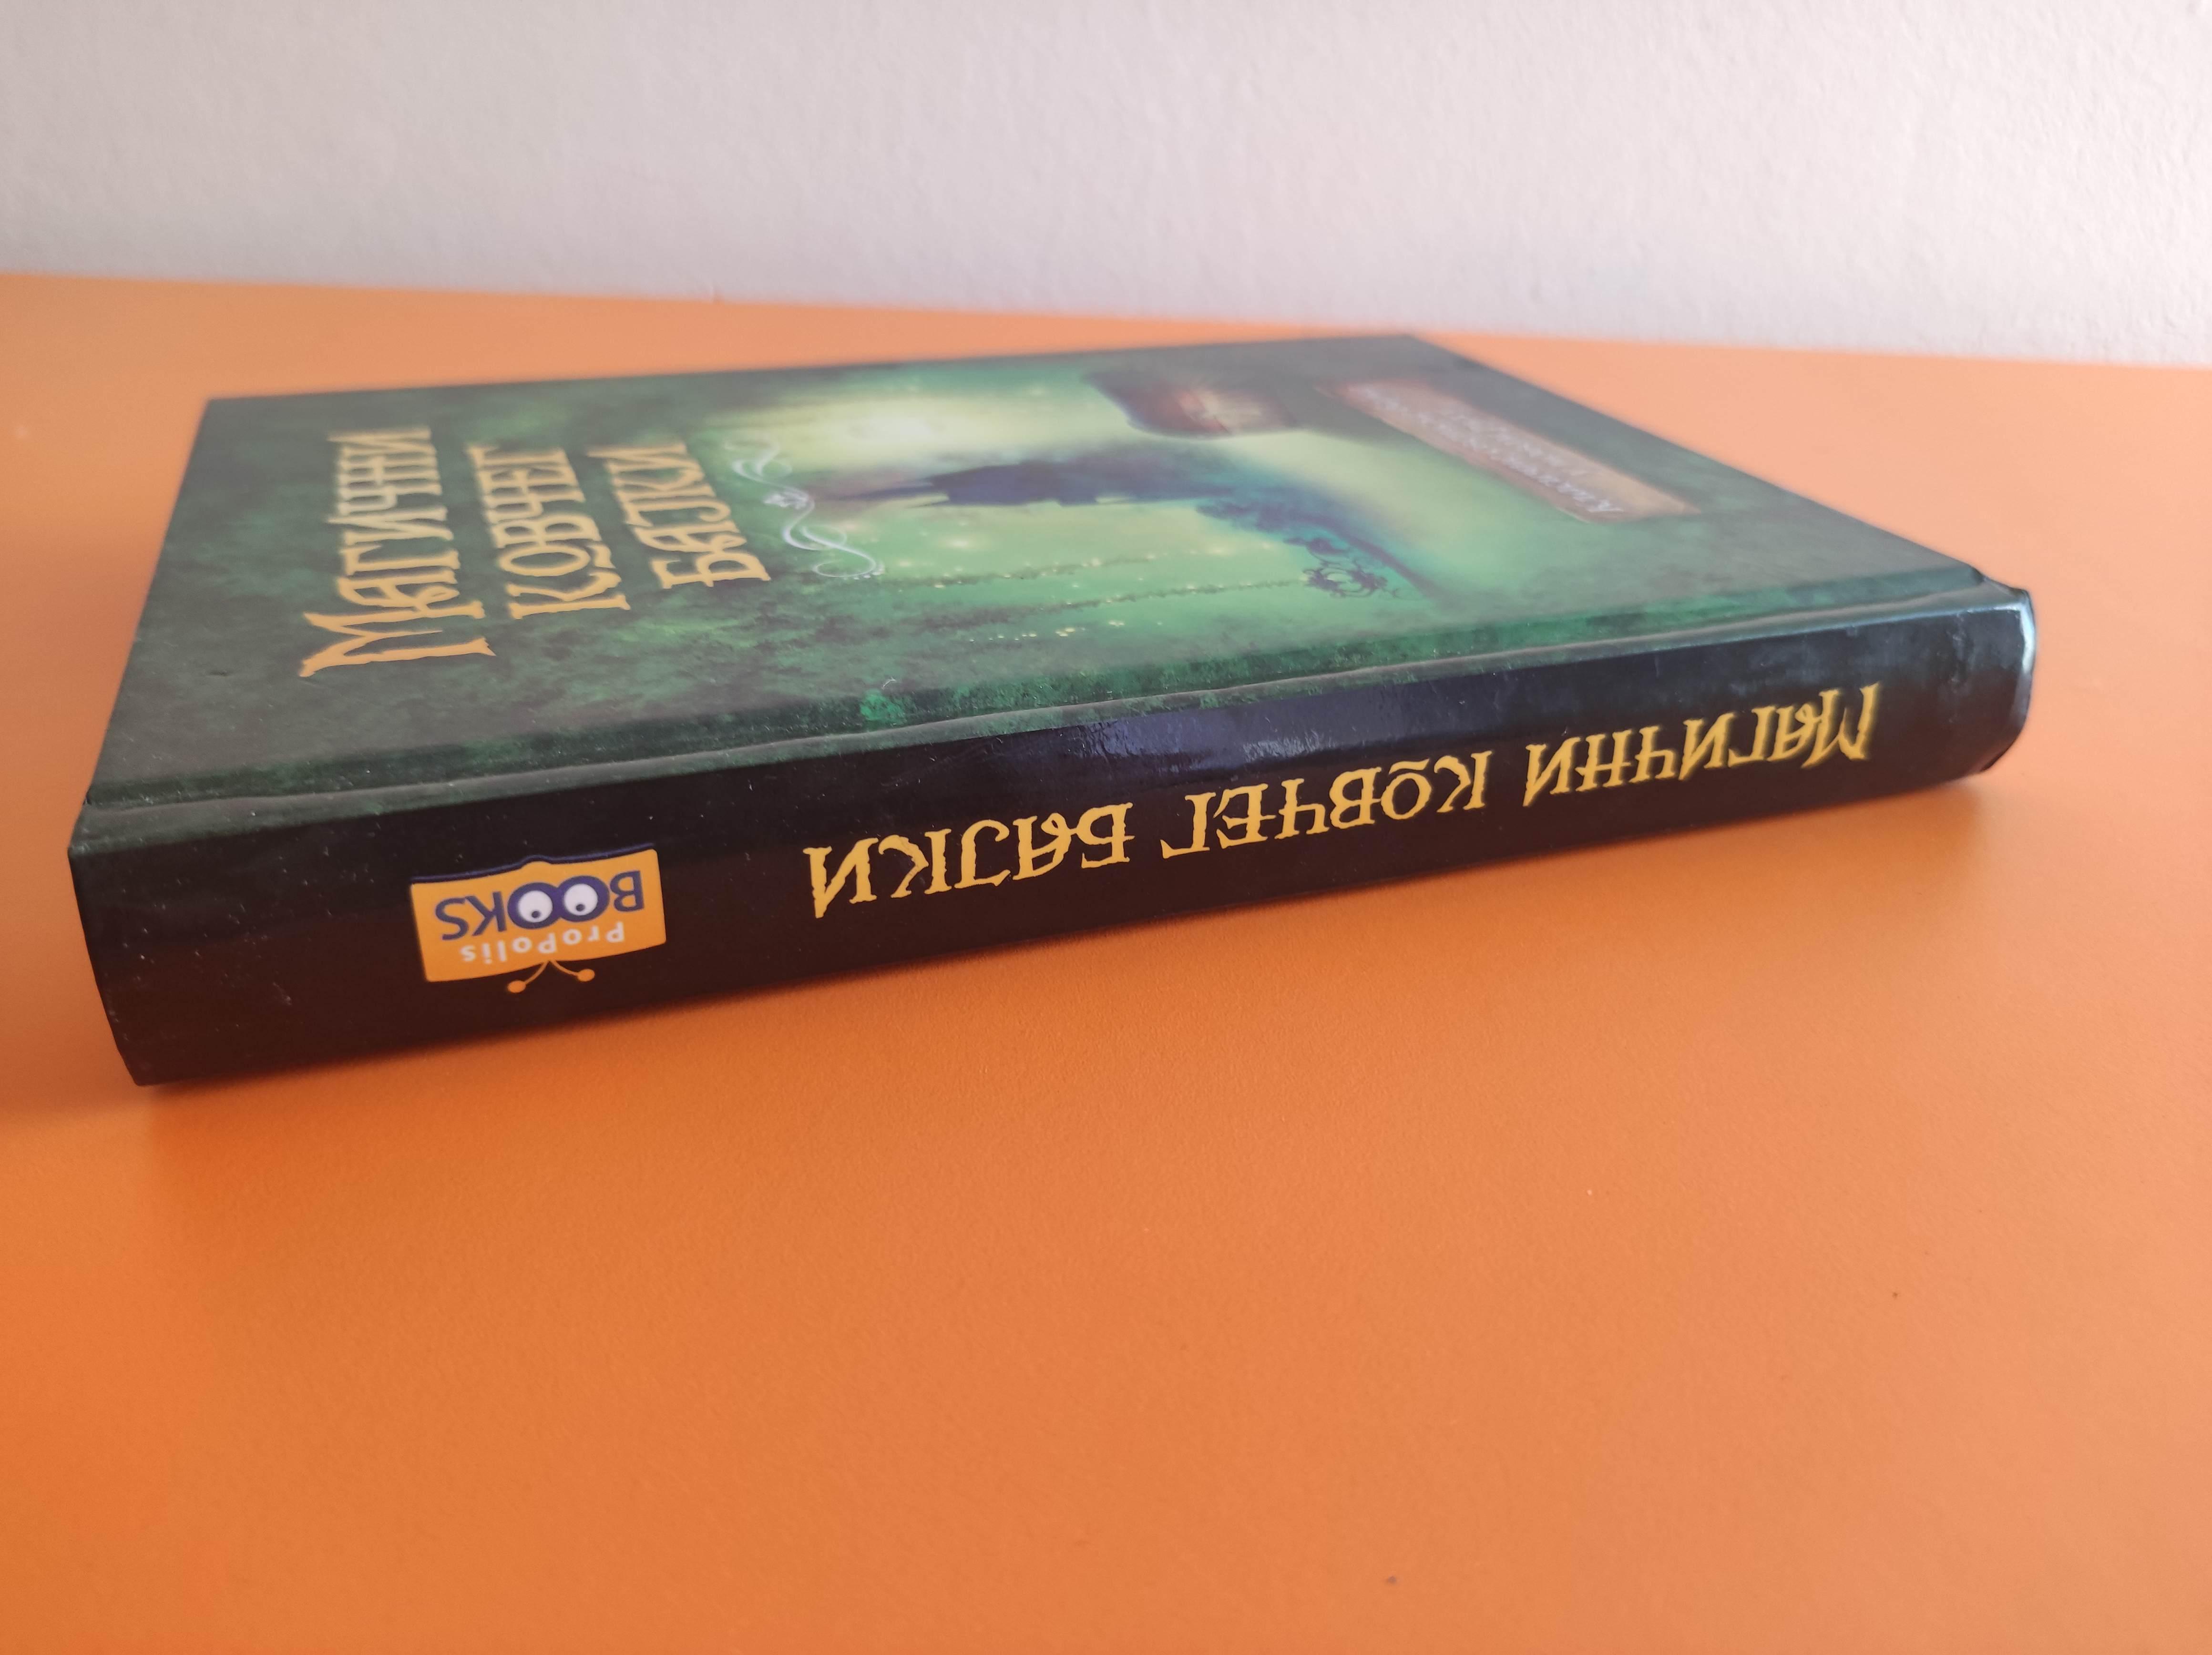 Магични
ковчег
бајки
Магични ковчег бајки
ProPolis
BOOKS